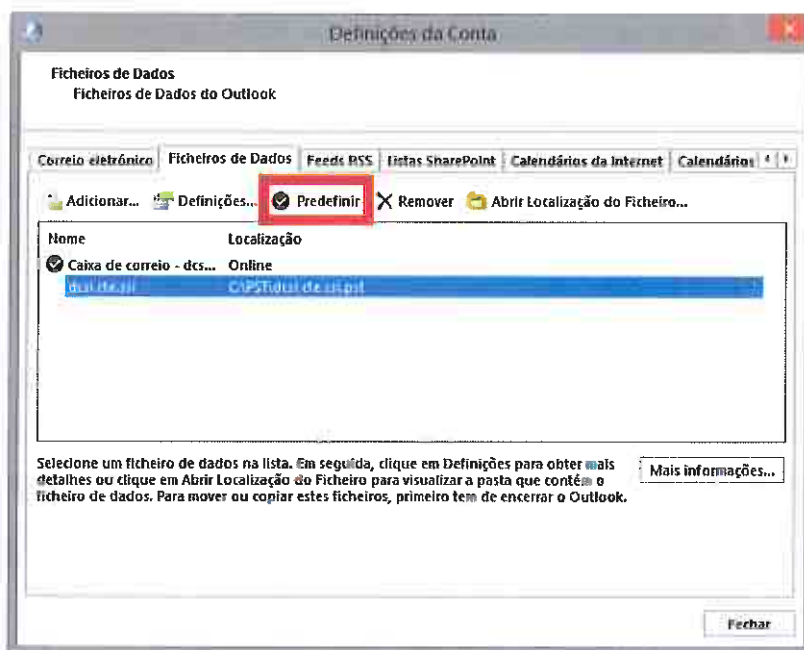 Definições da Conta
Ficheiros de Dados
Ficheiros de Dados do Outlook
Correio eletrónico Ficheiros de Dados Feeds RSS Listas SharePoint Calendários da Internet Calendários
Adicionar... Definições... Predefinir Remover Abrir Localização do Ficheiro...
Nome Localização
Caixa de correio - dcs... Online
Selecione um ficheiro de dados na lista. Em seguida, clique em Definições para obter mais
detalhes ou clique em Abrir Localização do Ficheiro para visualizar a pasta que contém o
ficheiro de dados. Para mover ou copiar estes ficheiros, primeiro tem de encerrar o Outlook.
Mais informações...
Fechar